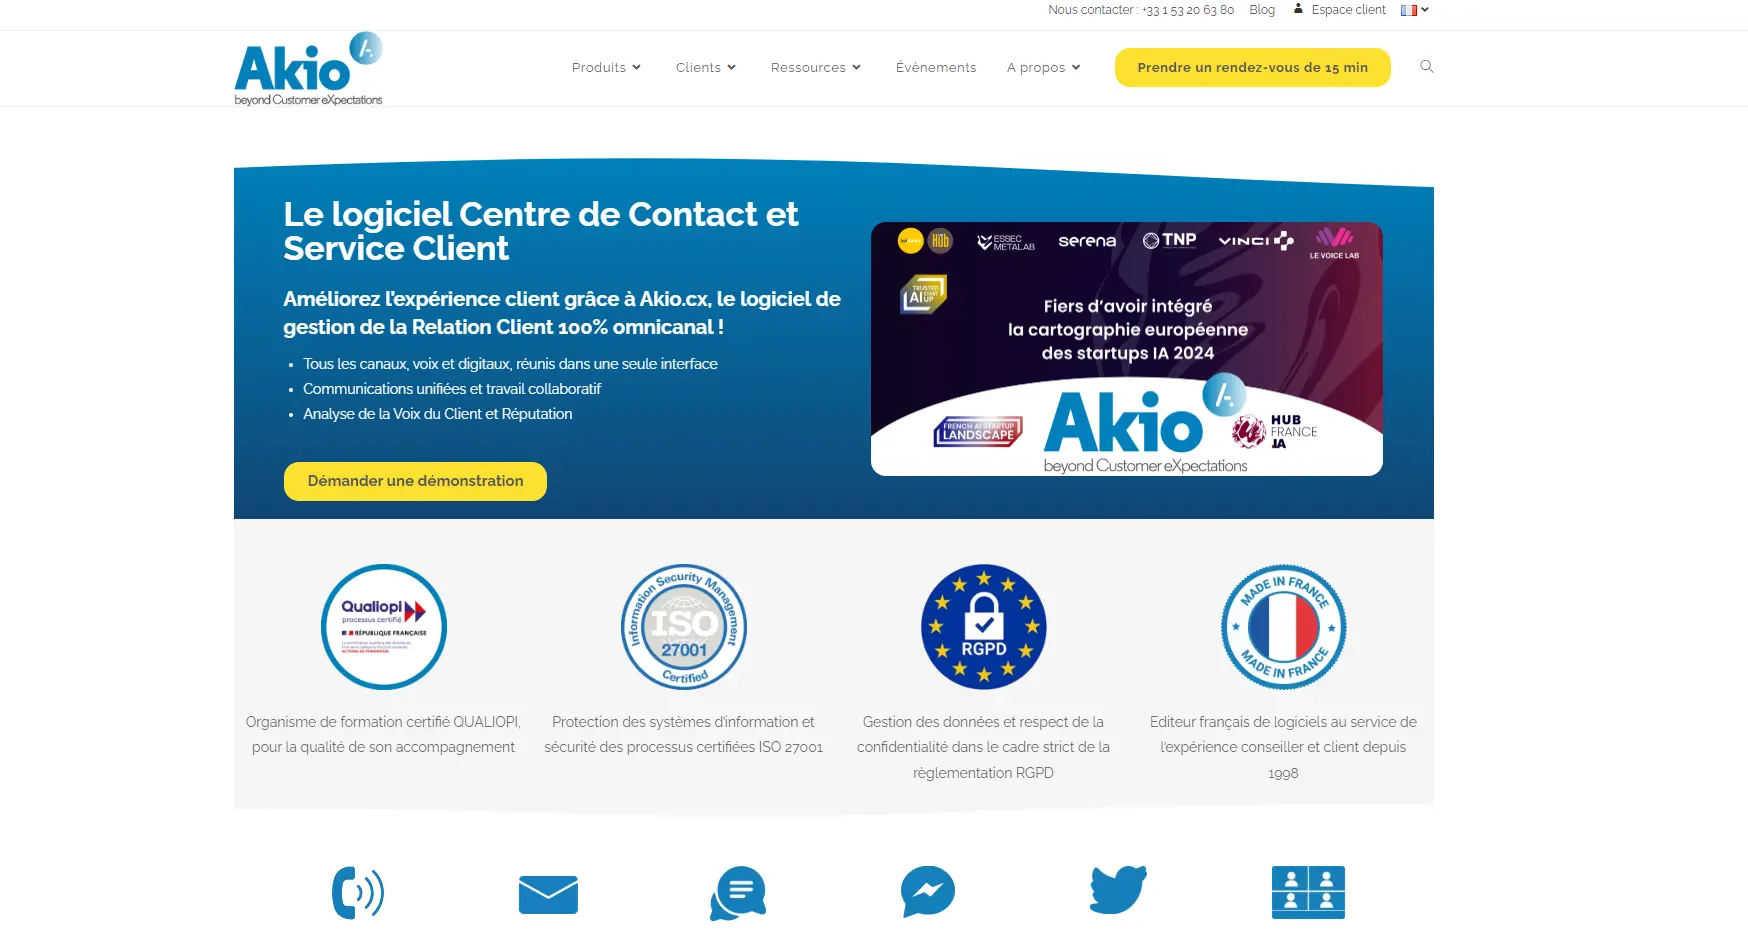 Nous contacter : +33 1 53 20 63 80 Blog Espace client
Akio
beyond Customer eXpectations
Produits Clients Ressources Évènements A propos Prendre un rendez-vous de 15 min
Le logiciel Centre de Contact et
Service Client
Améliorez l'expérience client grâce à Akio.cx, le logiciel de
gestion de la Relation Client 100% omnicanal !
Tous les canaux, voix et digitaux, réunis dans une seule interface
Communications unifiées et travail collaboratif
Analyse de la Voix du Client et Réputation
Démander une démonstration
HUB ESSEC METALAB serena TNP VINCI LE VOICE LAB
TRUSTED AI START UP
Fiers d'avoir intégré
la cartographie européenne
des startups IA 2024
FRENCH AI STARTUP
LANDSCAPE
Akio
beyond Customer eXpectations
HUB
FRANCE
IA
Qualiopi
processus certifié
RÉPUBLIQUE FRANÇAISE
Information Security Management
ISO
27001
Certified
RGPD
MADE IN FRANCE
MADE IN FRANCE
Organisme de formation certifié QUALIOPI,
pour la qualité de son accompagnement
Protection des systèmes d'information et
sécurité des processus certifiées ISO 27001
Gestion des données et respect de la
confidentialité dans le cadre strict de la
règlementation RGPD
Editeur français de logiciels au service de
l'expérience conseiller et client depuis
1998